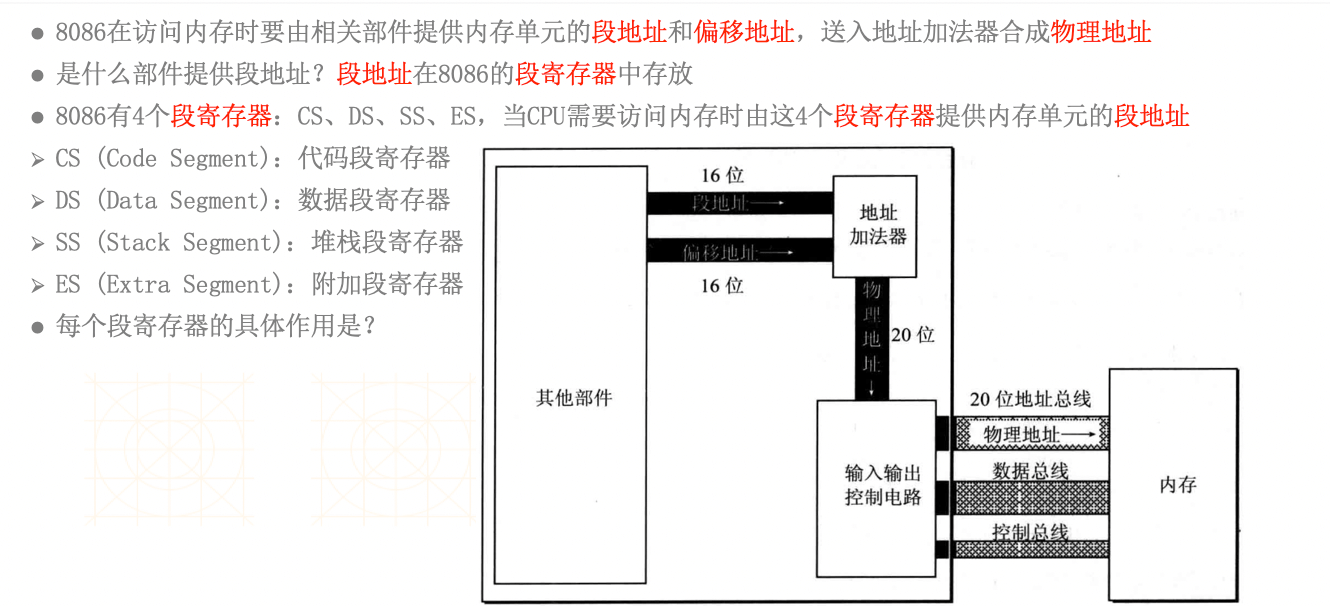 ● 8086在访问内存时要由相关部件提供内存单元的段地址和偏移地址，送入地址加法器合成物理地址
● 是什么部件提供段地址？段地址在8086的段寄存器中存放
● 8086有4个段寄存器：CS、DS、SS、ES，当CPU需要访问内存时由这4个段寄存器提供内存单元的段地址
➢ CS (Code Segment)：代码段寄存器
➢ DS (Data Segment)：数据段寄存器
➢ SS (Stack Segment)：堆栈段寄存器
➢ ES (Extra Segment)：附加段寄存器
● 每个段寄存器的具体作用是？
16 位
段地址
偏移地址
16 位
地址
加法器
物理地址
20 位
其他部件
输入输出
控制电路
20 位地址总线
物理地址
数据总线
控制总线
内存